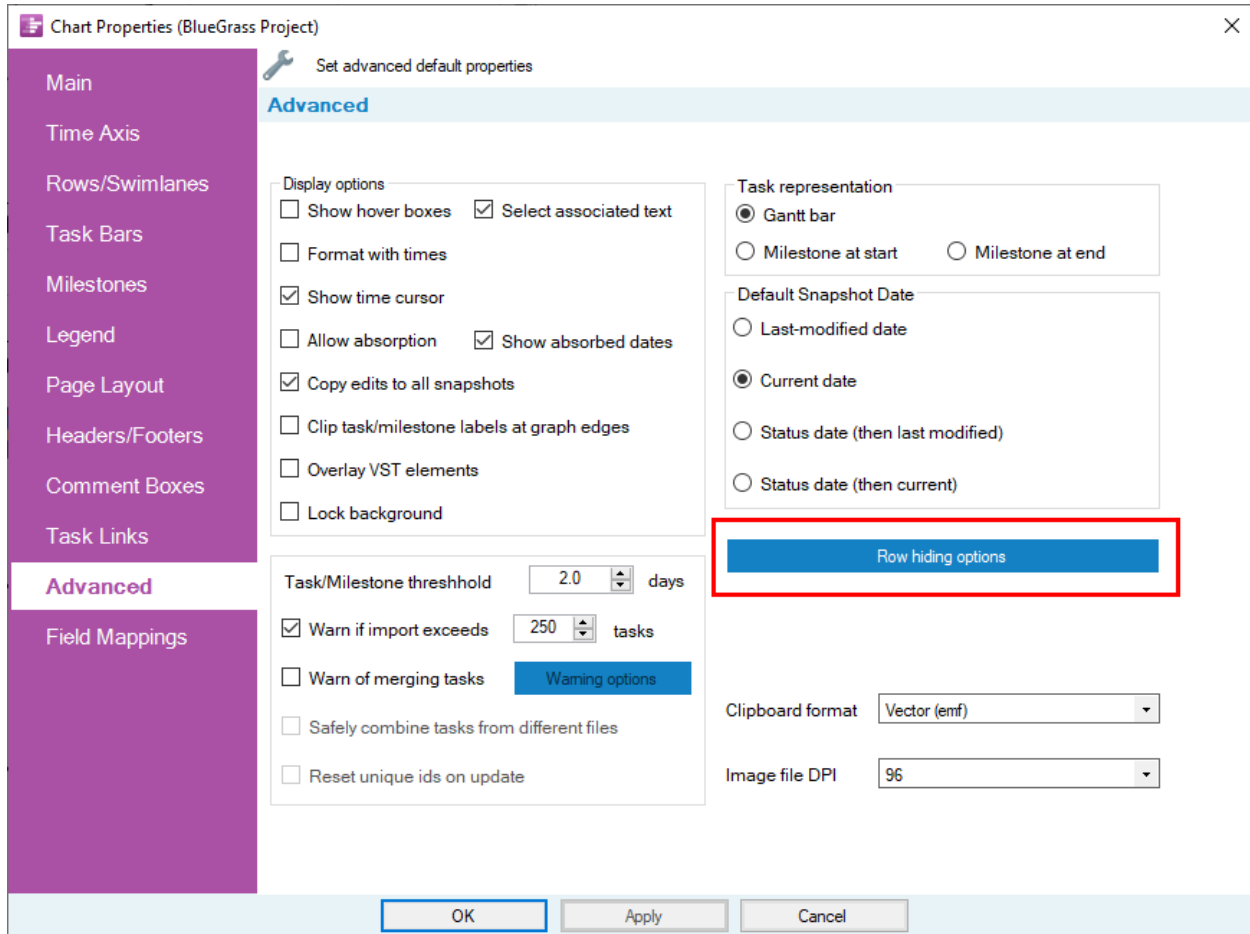 Chart Properties (BlueGrass Project)
Main
Time Axis
Rows/Swimlanes
Task Bars
Milestones
Legend
Page Layout
Headers/Footers
Comment Boxes
Task Links
Advanced
Field Mappings
Set advanced default properties
Advanced
Display options
Show hover boxes Select associated text
Format with times
Show time cursor
Allow absorption Show absorbed dates
Copy edits to all snapshots
Clip task/milestone labels at graph edges
Overlay VST elements
Lock background
Task/Milestone threshhold 2.0 days
Warn if import exceeds 250 tasks
Warn of merging tasks Warning options
Safely combine tasks from different files
Reset unique ids on update
Task representation
Gantt bar
Milestone at start Milestone at end
Default Snapshot Date
Last-modified date
Current date
Status date (then last modified)
Status date (then current)
Row hiding options
Clipboard format Vector (emf)
Image file DPI 96
OK Apply Cancel